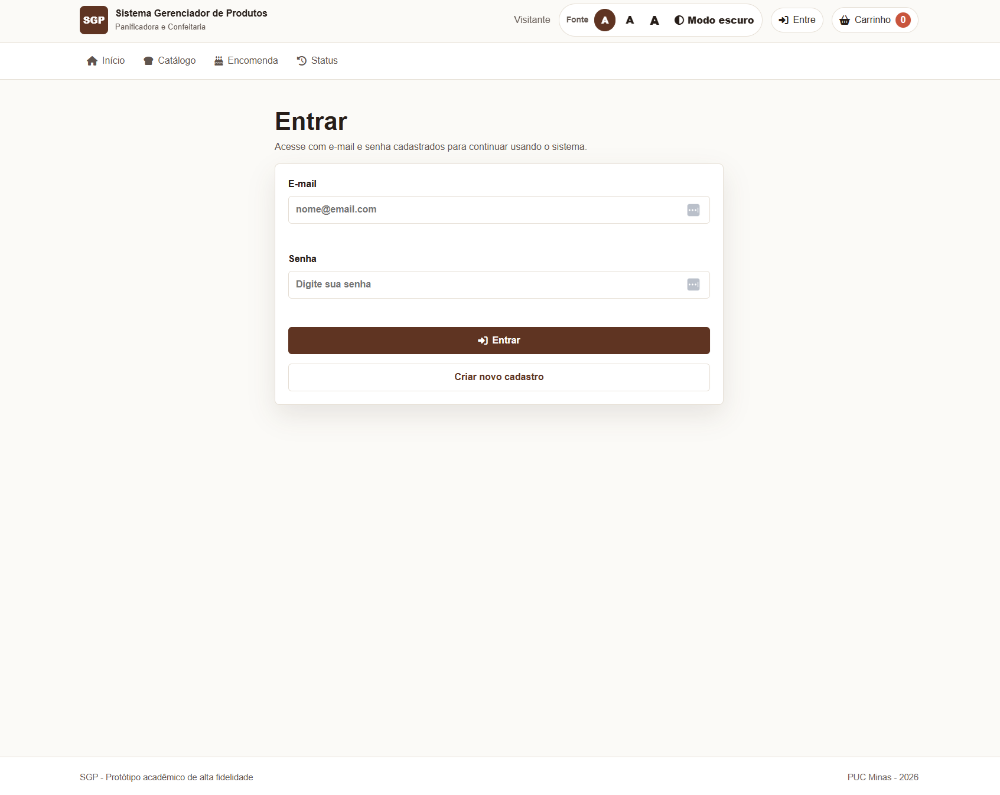 SGP
Sistema Gerenciador de Produtos
Panificadora e Confeitaria
Visitante
Fonte A A A Modo escuro
Entre
Carrinho 0
Início
Catálogo
Encomenda
Status
Entrar
Acesse com e-mail e senha cadastrados para continuar usando o sistema.
E-mail
nome@email.com
Senha
Digite sua senha
Entrar
Criar novo cadastro
SGP - Protótipo acadêmico de alta fidelidade
PUC Minas - 2026